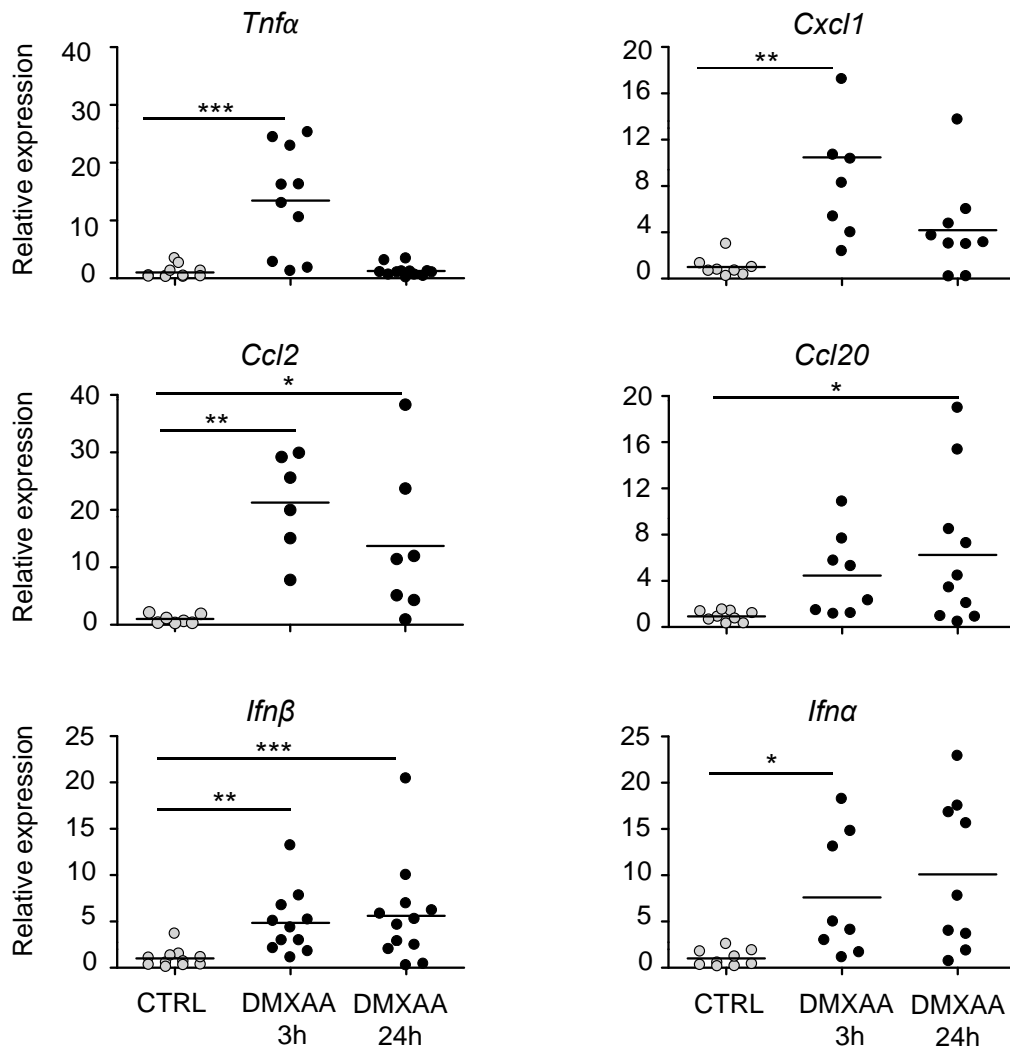 Tnfα
Relative expression
40
30
20
10
0
***
Cxcl1
20
16
12
8
4
0
**
Ccl2
Relative expression
40
30
20
10
0
*
**
Ccl20
20
16
12
8
4
0
*
Ifnβ
Relative expression
25
20
15
10
5
0
***
**
CTRL
DMXAA
3h
DMXAA
24h
Ifnα
25
20
15
10
5
0
*
CTRL
DMXAA
3h
DMXAA
24h